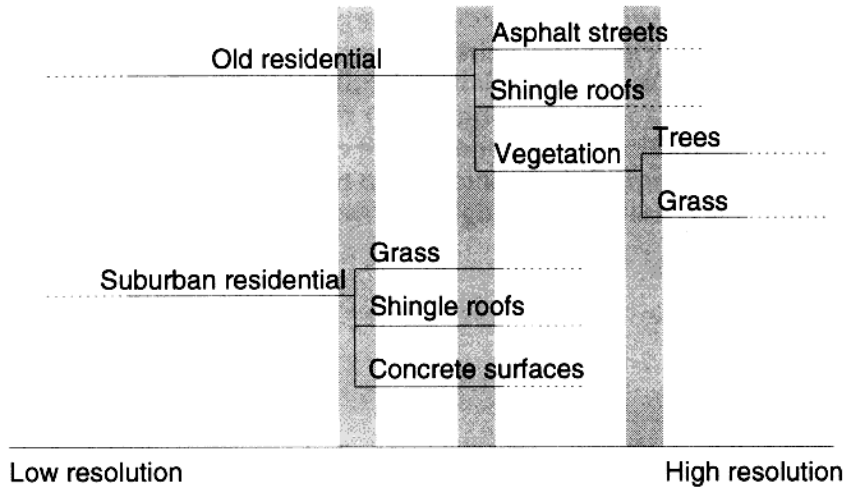 Asphalt streets
Old residential
Shingle roofs
Trees
Vegetation
Grass
Grass
Suburban residential
Shingle roofs
Concrete surfaces
Low resolution
High resolution